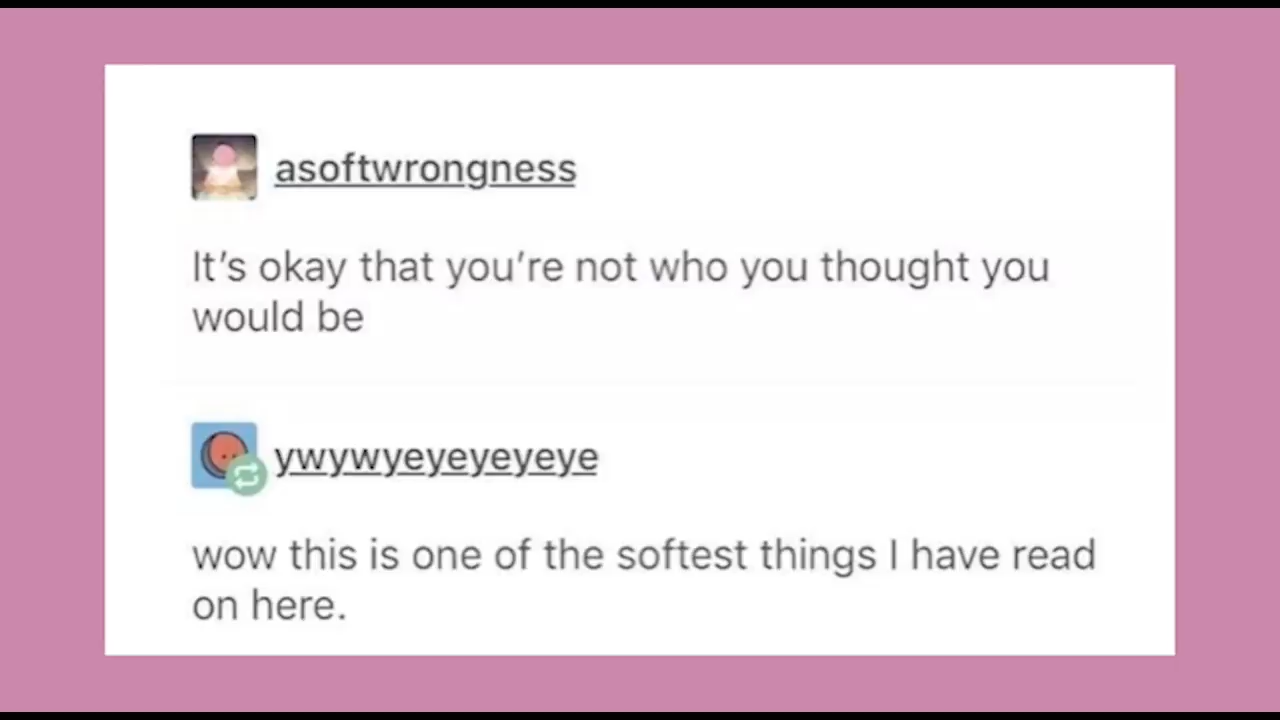 asoftwrongness
It's okay that you're not who you thought you
would be
ywywyeyeyeyeye
wow this is one of the softest things I have read
on here.